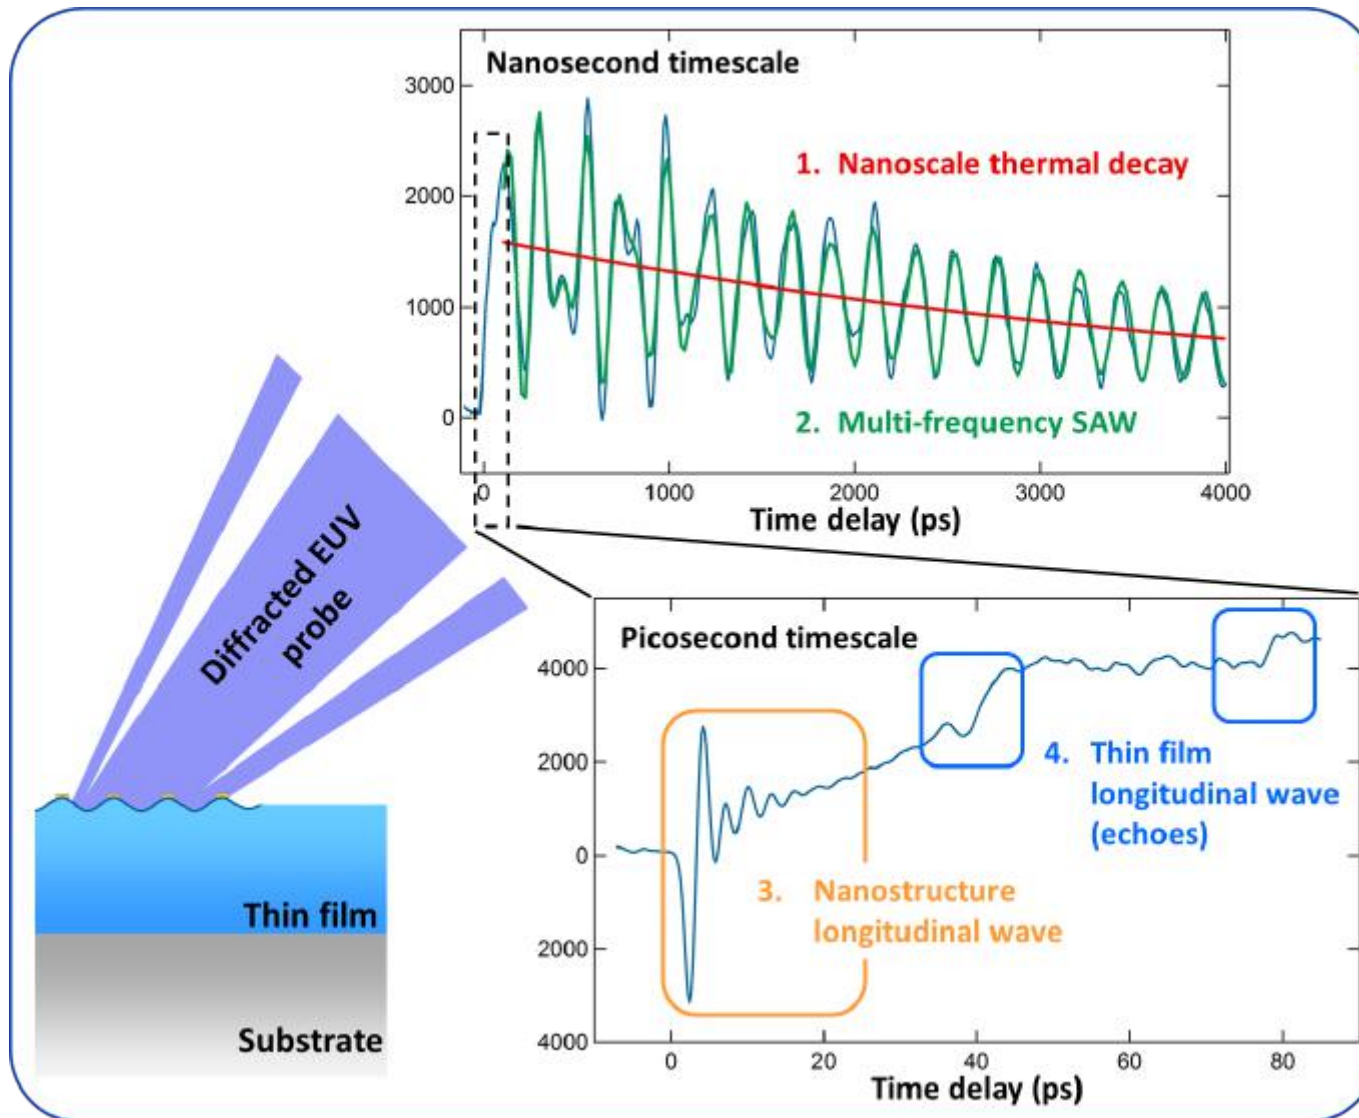 Nanosecond timescale
3000
2000
1000
0
1. Nanoscale thermal decay
2. Multi-frequency SAW
0 1000 2000 3000 4000
Time delay (ps)
Diffracted EUV
probe
Thin film
Substrate
Picosecond timescale
4000
2000
0
2000
4000
3. Nanostructure
longitudinal wave
4. Thin film
longitudinal wave
(echoes)
0 20 40 60 80
Time delay (ps)